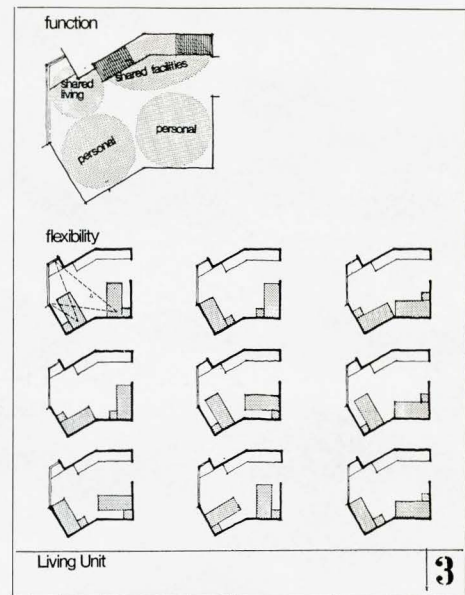 function
shared facilities
shared
living
personal
personal
flexibility
Living Unit
3